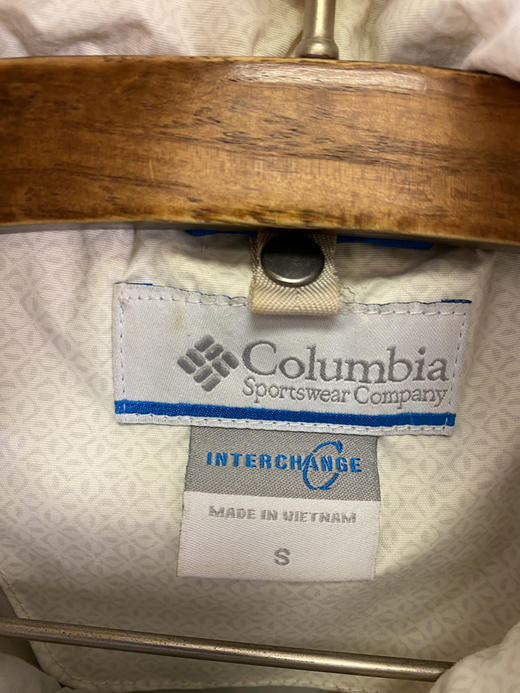 Columbia
Sportswear Company
INTERCHANGE
MADE IN VIETNAM
S